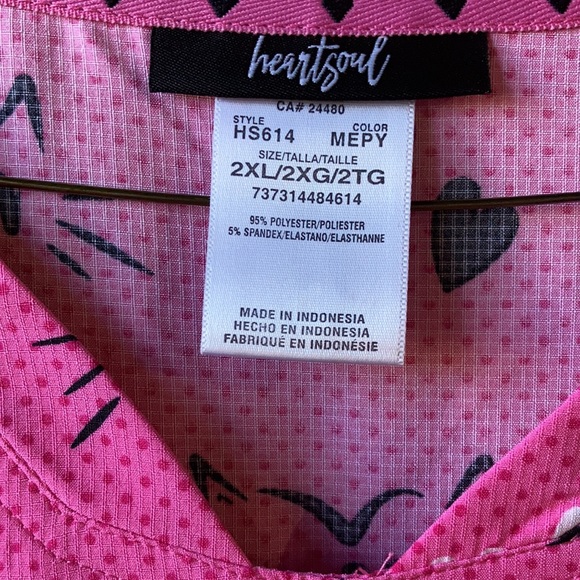 heartsoul
CA# 24480
STYLE COLOR
HS614 MEPY
SIZE/TALLA/TAILLE
2XL/2XG/2TG
737314484614
95% POLYESTER/POLIESTER
5% SPANDEX/ELASTANO/ELASTHANNE
MADE IN INDONESIA
HECHO EN INDONESIA
FABRIQUÉ EN INDONÉSIE